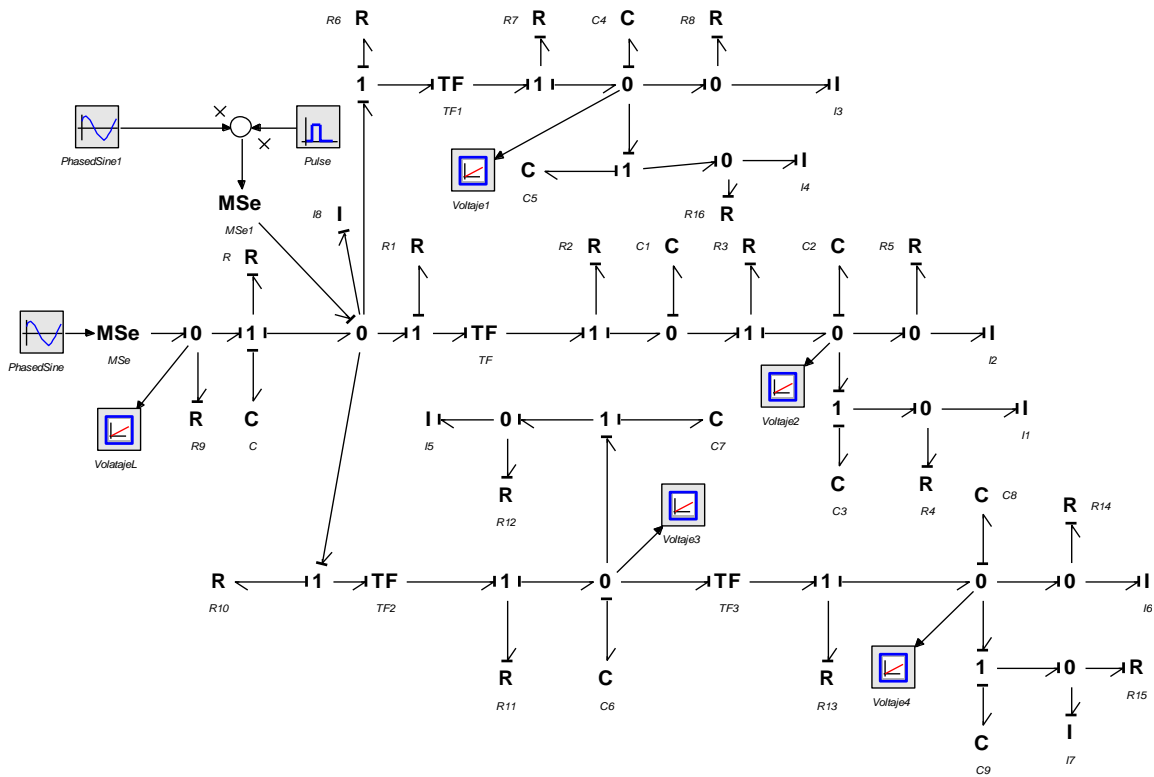 R6 R R7 R C4 C R8 R
1 TF 1 0 0 I
TF1 I3
PhasedSine1 Pulse
Voltaje1 C 1 0 I
C5 I4
MSe I8 I R16 R
MSe1
R R R1 R R2 R C1 C R3 R C2 C R5 R
MSe 0 1 0 1 TF 1 0 1 0 0 I
PhasedSine MSe TF I2
VolatajeL R C I 0 1 C Voltaje2 1 0 I
R9 C I5 C7 I1
R C R
R12 C3 R4
Voltaje3 C C8 R R14
R 1 TF 1 0 TF 1 0 0 I
R10 TF2 TF3 I6
R C R Voltaje4 1 0 R
R11 C6 R13 R15
C I
C9 I7